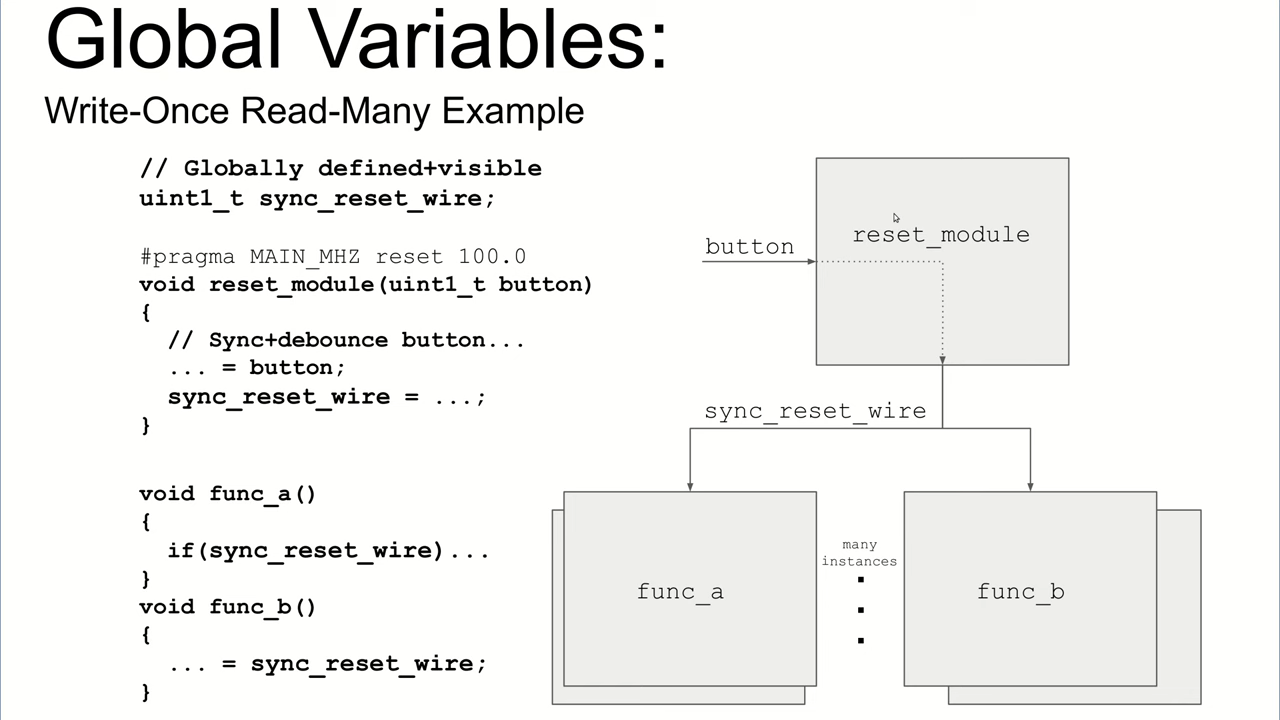 Global Variables:
Write-Once Read-Many Example
// Globally defined+visible
uint1_t sync_reset_wire;
#pragma MAIN_MHZ reset 100.0
void reset_module(uint1_t button)
{
// Sync+debounce button...
... = button;
sync_reset_wire = ...;
}
void func_a()
{
if(sync_reset_wire)...
}
void func_b()
{
... = sync_reset_wire;
}
button
reset_module
sync_reset_wire
func_a
many
instances
func_b